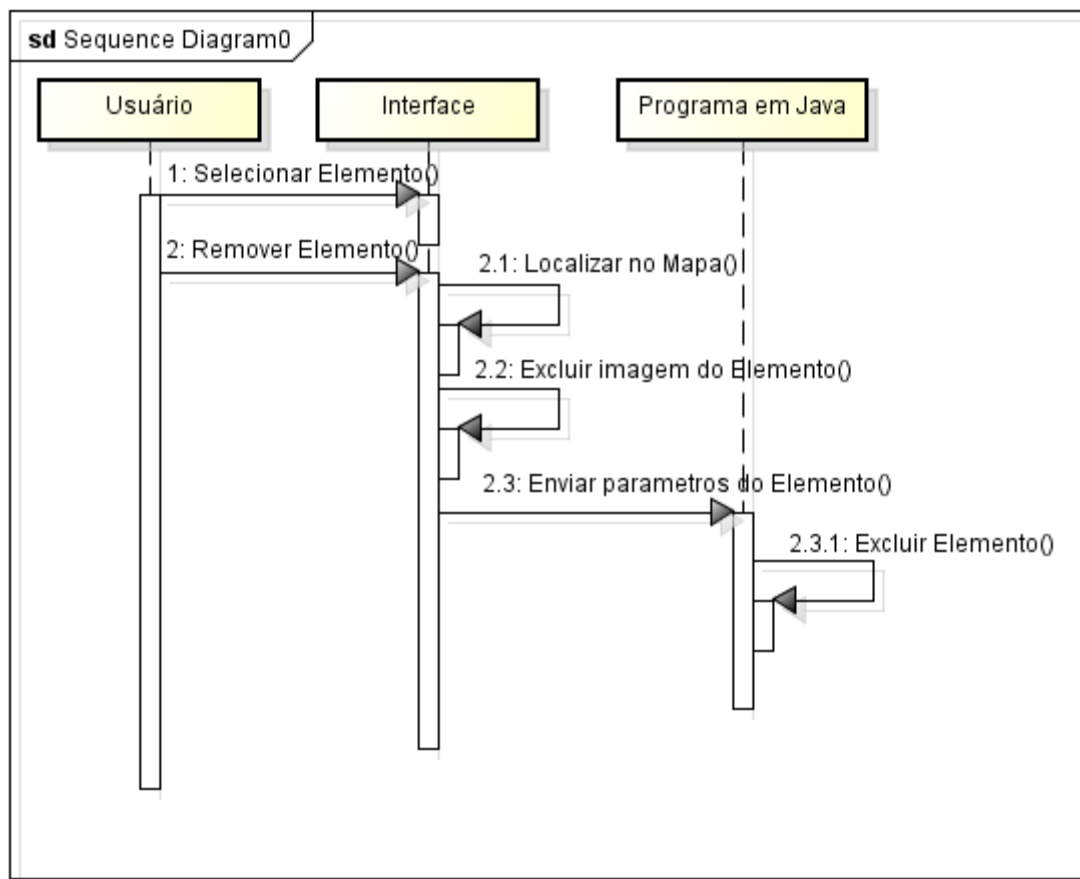 sd Sequence Diagram0
Usuário
Interface
Programa em Java
1: Selecionar Elemento()
2: Remover Elemento()
2.1: Localizar no Mapa()
2.2: Excluir imagem do Elemento()
2.3: Enviar parametros do Elemento()
2.3.1: Excluir Elemento()